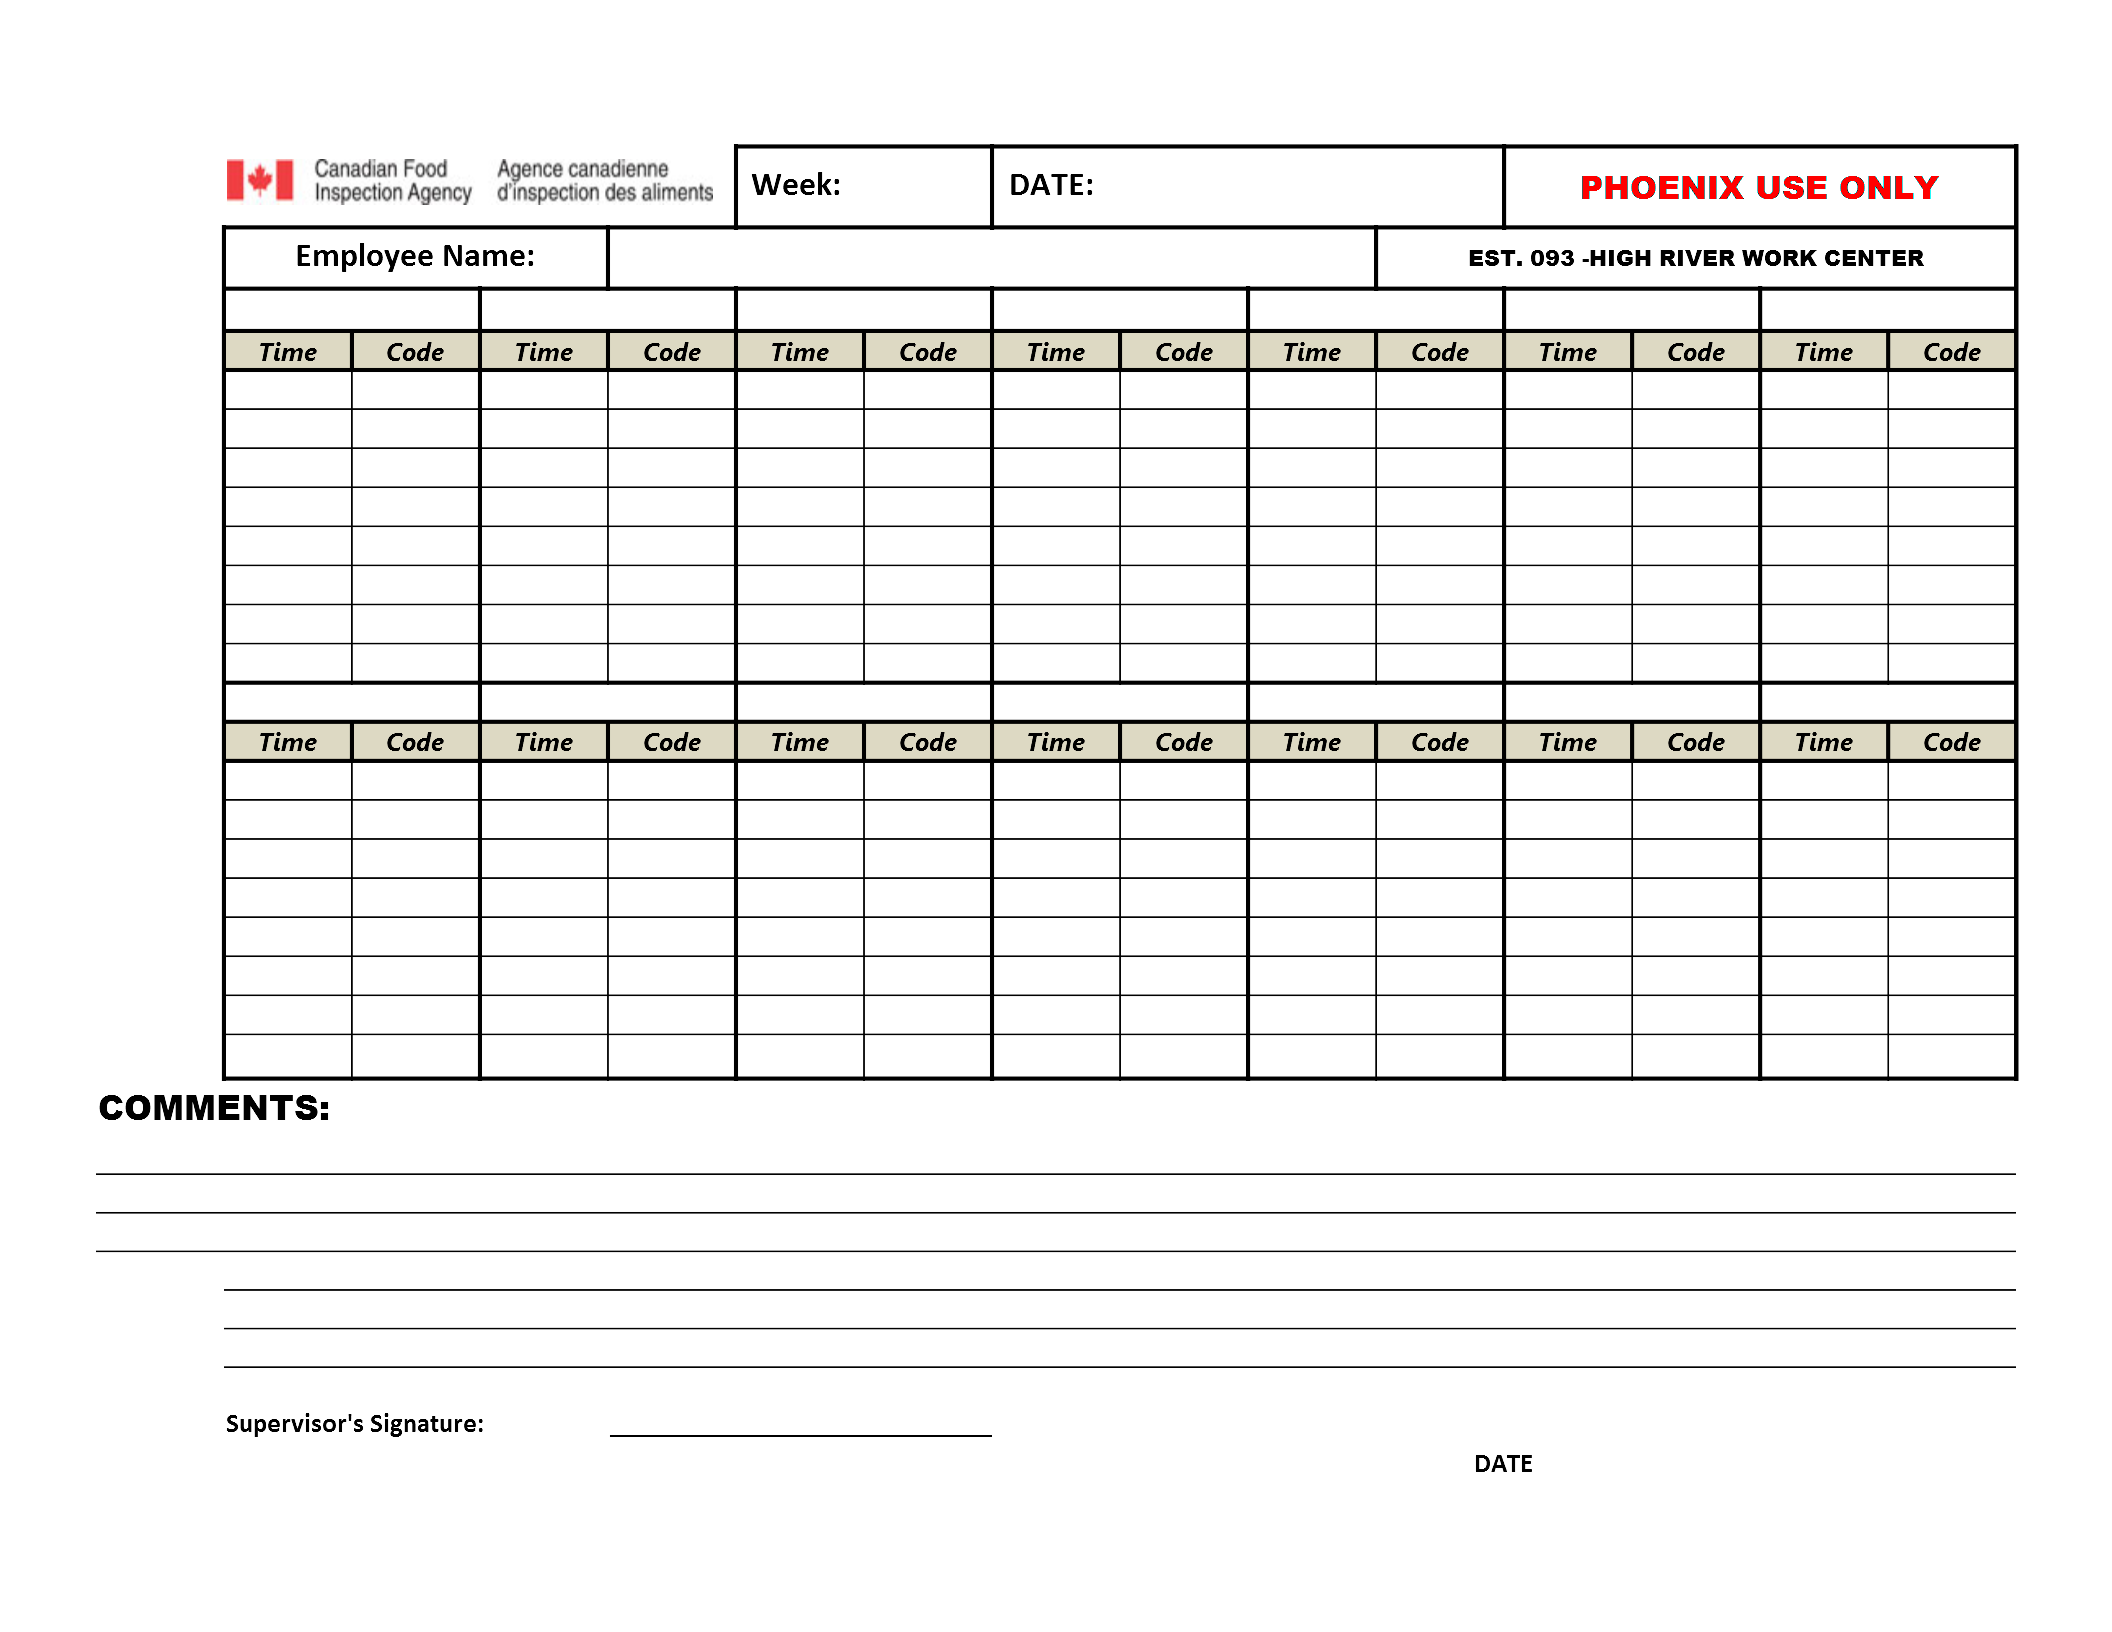 Canadian Food Agence canadienne
Inspection Agency d'inspection des aliments
Week: DATE: PHOENIX USE ONLY
Employee Name: EST. 093 -HIGH RIVER WORK CENTER
Time Code Time Code Time Code Time Code Time Code Time Code Time Code
Time Code Time Code Time Code Time Code Time Code Time Code Time Code
COMMENTS:
Supervisor's Signature:
DATE